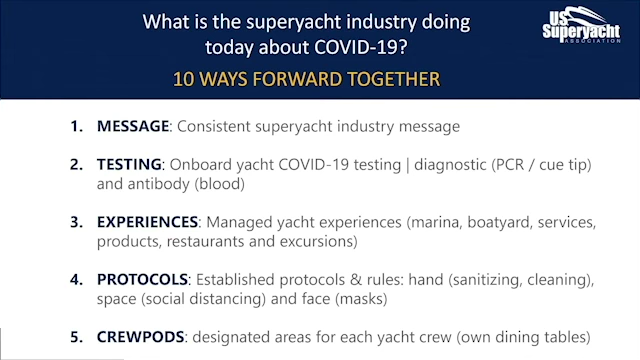 What is the superyacht industry doing
today about COVID-19?
10 WAYS FORWARD TOGETHER
US
Superyacht
ASSOCIATION
1. MESSAGE: Consistent superyacht industry message
2. TESTING: Onboard yacht COVID-19 testing | diagnostic (PCR / cue tip)
and antibody (blood)
3. EXPERIENCES: Managed yacht experiences (marina, boatyard, services,
products, restaurants and excursions)
4. PROTOCOLS: Established protocols & rules: hand (sanitizing, cleaning),
space (social distancing) and face (masks)
5. CREWPODS: designated areas for each yacht crew (own dining tables)